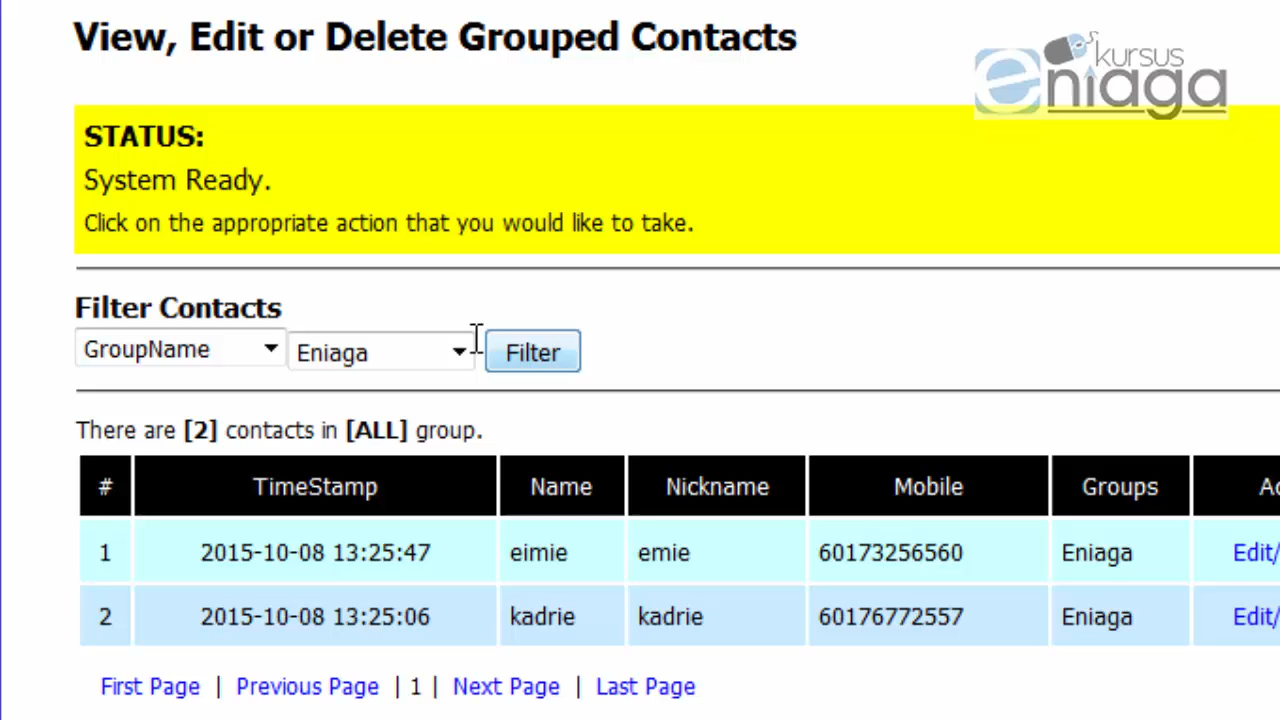 View, Edit or Delete Grouped Contacts
kursus
eniaga
STATUS:
System Ready.
Click on the appropriate action that you would like to take.
Filter Contacts
GroupName Eniaga Filter
There are [2] contacts in [ALL] group.
# TimeStamp Name Nickname Mobile Groups
1 2015-10-08 13:25:47 eimie emie 60173256560 Eniaga Edit/
2 2015-10-08 13:25:06 kadrie kadrie 60176772557 Eniaga Edit/
First Page | Previous Page | 1 | Next Page | Last Page